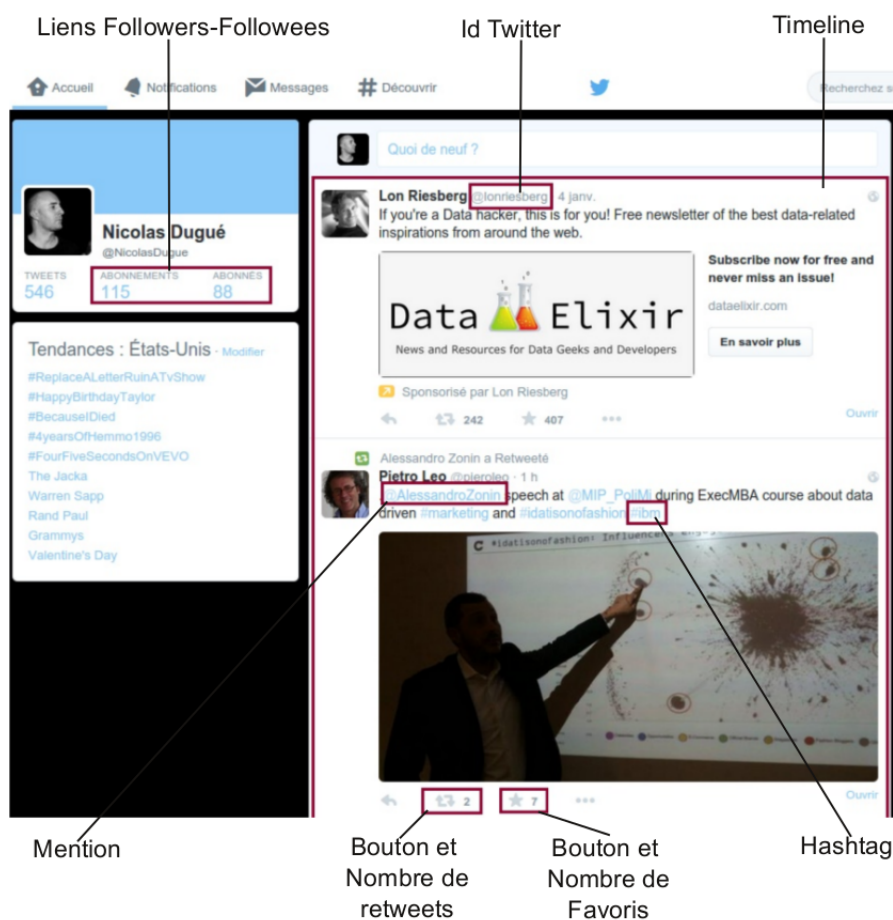 Liens Followers-Followees
Id Twitter
Timeline
Accueil
Notifications
Messages
Découvrir
Recherchez s
Quoi de neuf ?
Nicolas Dugué
@NicolasDugue
TWEETS ABONNEMENTS ABONNÉS
546 115 88
Tendances : États-Unis · Modifier
#ReplaceALetterRuinATvShow
#HappyBirthdayTaylor
#BecauseIDied
#4yearsOfHemmo1996
#FourFiveSecondsOnVEVO
The Jacka
Warren Sapp
Rand Paul
Grammys
Valentine's Day
Lon Riesberg @lonriesberg · 4 janv.
If you're a Data hacker, this is for you! Free newsletter of the best data-related
inspirations from around the web.
Data Elixir
News and Resources for Data Geeks and Developers
Subscribe now for free and
never miss an issue!
dataelixir.com
En savoir plus
Sponsorisé par Lon Riesberg
242 407
Ouvrir
Alessandro Zonin a Retweeté
Pietro Leo @pieroleo · 1 h
.@AlessandroZonin speech at @MIP_PoliMi during ExecMBA course about data
driven #marketing and #idatisonofashion #ibm
#idatisonofashion: Influencers
2 7
Ouvrir
Mention
Bouton et
Nombre de
retweets
Bouton et
Nombre de
Favoris
Hashtag